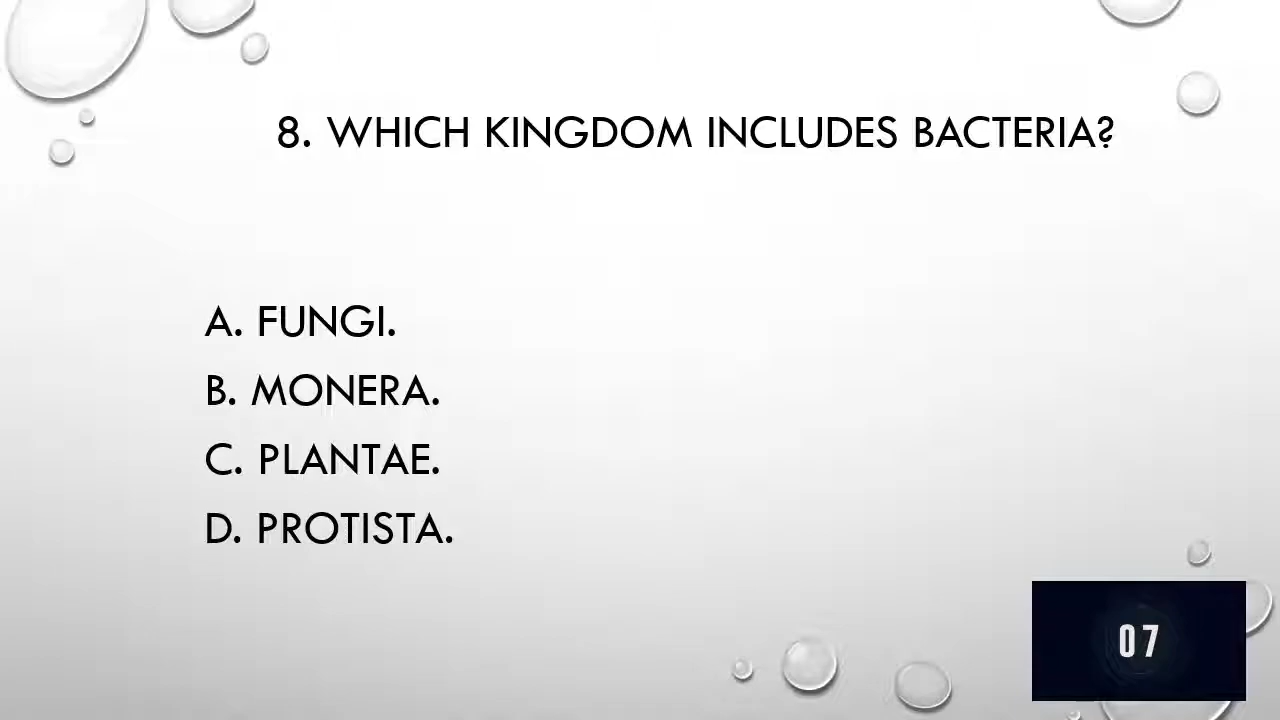 8. WHICH KINGDOM INCLUDES BACTERIA?
A. FUNGI.
B. MONERA.
C. PLANTAE.
D. PROTISTA.
07